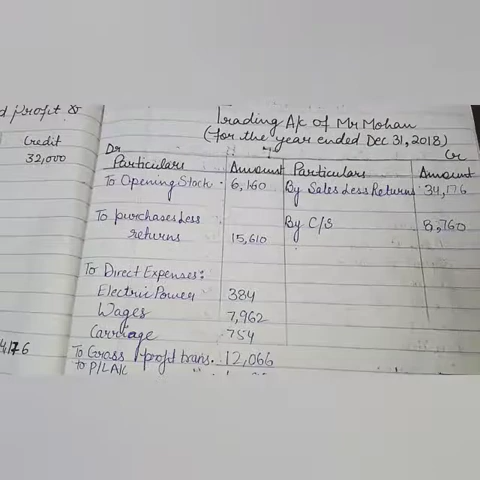 d profit &
Credit
32,000
4176
Trading A/c of Mr Mohan
(for the year ended Dec 31, 2018)
Dr Cr
Particulars Amount Particulars Amount
To Opening Stock 6,160 By Sales Less Returns 34,176
To purchases Less By C/S 8,760
returns 15,610
To Direct Expenses:
Electric Power 384
Wages 7,962
Carriage 754
To Gross profit trans. 12,066
to P/L A/c